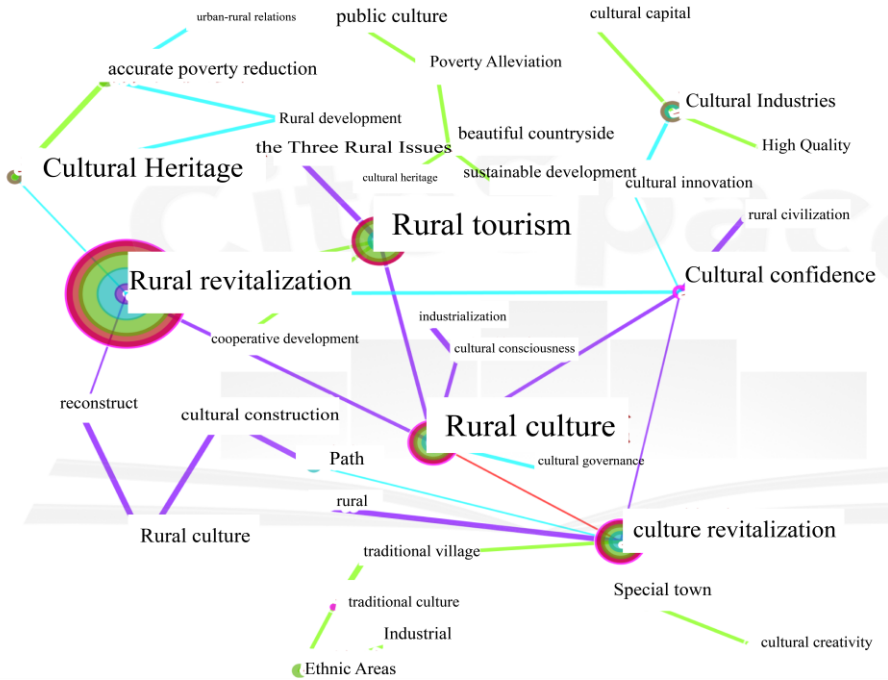 urban-rural relations
public culture
cultural capital
accurate poverty reduction
Poverty Alleviation
Cultural Industries
Rural development
beautiful countryside
the Three Rural Issues
High Quality
Cultural Heritage
cultural heritage
sustainable development
cultural innovation
Rural tourism
rural civilization
Rural revitalization
Cultural confidence
industrialization
cooperative development
cultural consciousness
reconstruct
cultural construction
Rural culture
Path
cultural governance
rural
Rural culture
culture revitalization
traditional village
Special town
traditional culture
Industrial
cultural creativity
Ethnic Areas